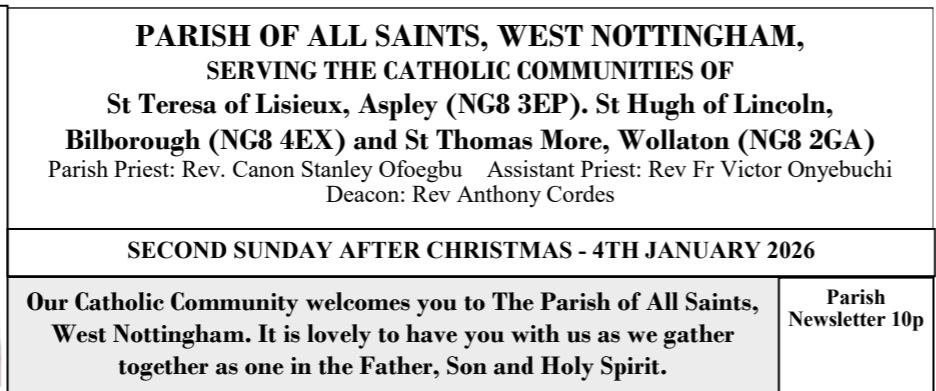 PARISH OF ALL SAINTS, WEST NOTTINGHAM,
SERVING THE CATHOLIC COMMUNITIES OF
St Teresa of Lisieux, Aspley (NG8 3EP). St Hugh of Lincoln,
Bilborough (NG8 4EX) and St Thomas More, Wollaton (NG8 2GA)
Parish Priest: Rev. Canon Stanley Ofoegbu Assistant Priest: Rev Fr Victor Onyebuchi
Deacon: Rev Anthony Cordes
SECOND SUNDAY AFTER CHRISTMAS - 4TH JANUARY 2026
Our Catholic Community welcomes you to The Parish of All Saints,
West Nottingham. It is lovely to have you with us as we gather
together as one in the Father, Son and Holy Spirit.
Parish
Newsletter 10p